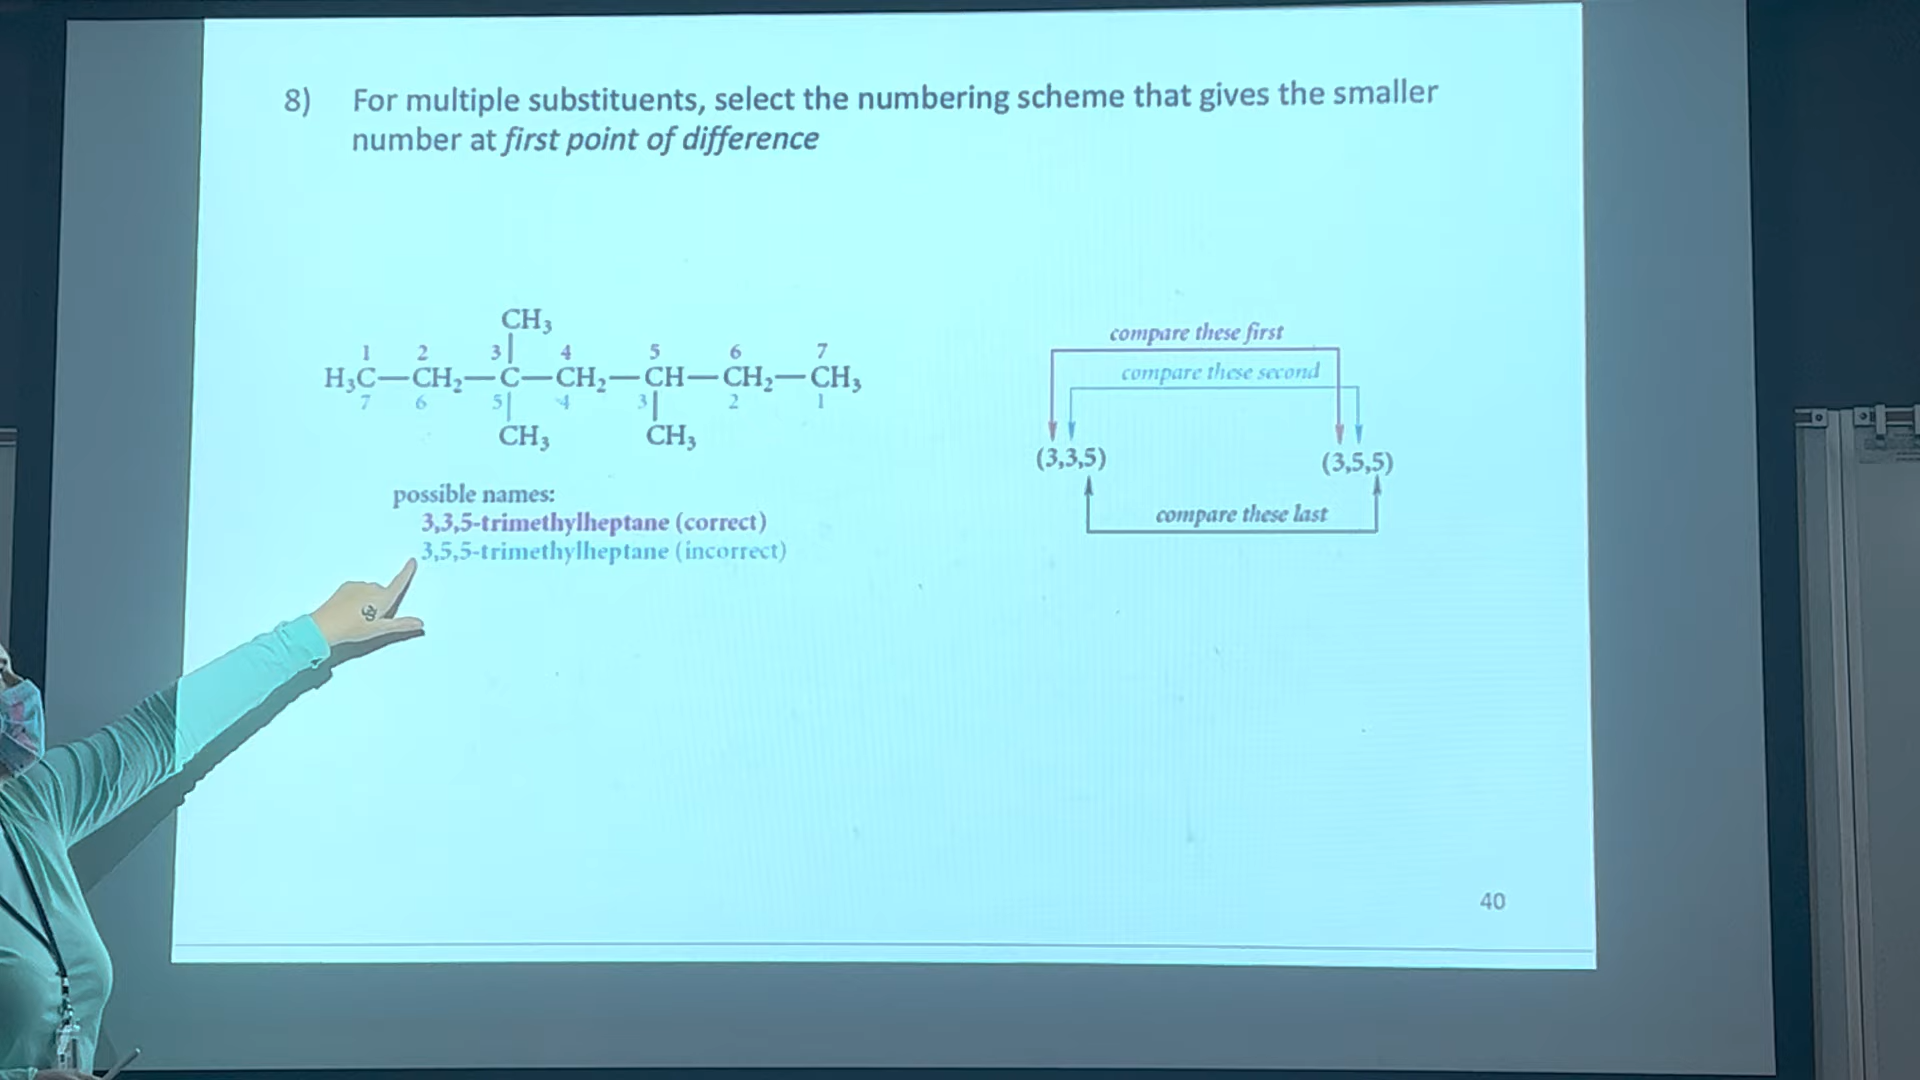 8) For multiple substituents, select the numbering scheme that gives the smaller
number at first point of difference
CH₃
1 2 3 4 5 6 7
H₃C—CH₂—C—CH₂—CH—CH₂—CH₃
7 6 5 4 3 2 1
CH₃ CH₃
possible names:
3,3,5-trimethylheptane (correct)
3,5,5-trimethylheptane (incorrect)
compare these first
compare these second
(3,3,5) (3,5,5)
compare these last
40